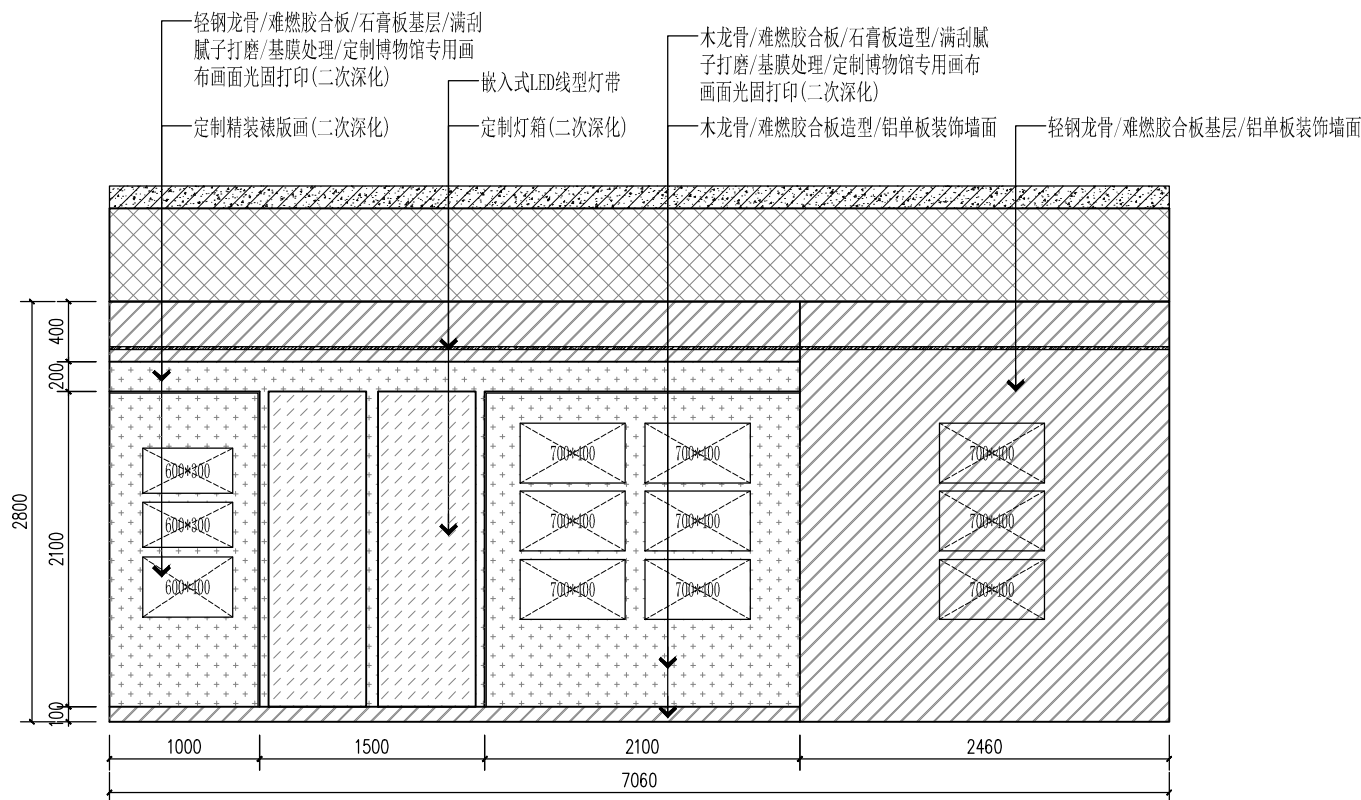 轻钢龙骨/难燃胶合板/石膏板基层/满刮
腻子打磨/基膜处理/定制博物馆专用画
布画面光固打印(二次深化)
定制精装裱版画(二次深化)
嵌入式LED线型灯带
定制灯箱(二次深化)
木龙骨/难燃胶合板/石膏板造型/满刮腻
子打磨/基膜处理/定制博物馆专用画布
画面光固打印(二次深化)
木龙骨/难燃胶合板造型/铝单板装饰墙面
轻钢龙骨/难燃胶合板基层/铝单板装饰墙面
400
200
2100
100
2800
600*300
600*300
600*400
700*400
700*400
700*400
700*400
700*400
700*400
700*400
700*400
700*400
1000
1500
2100
2460
7060